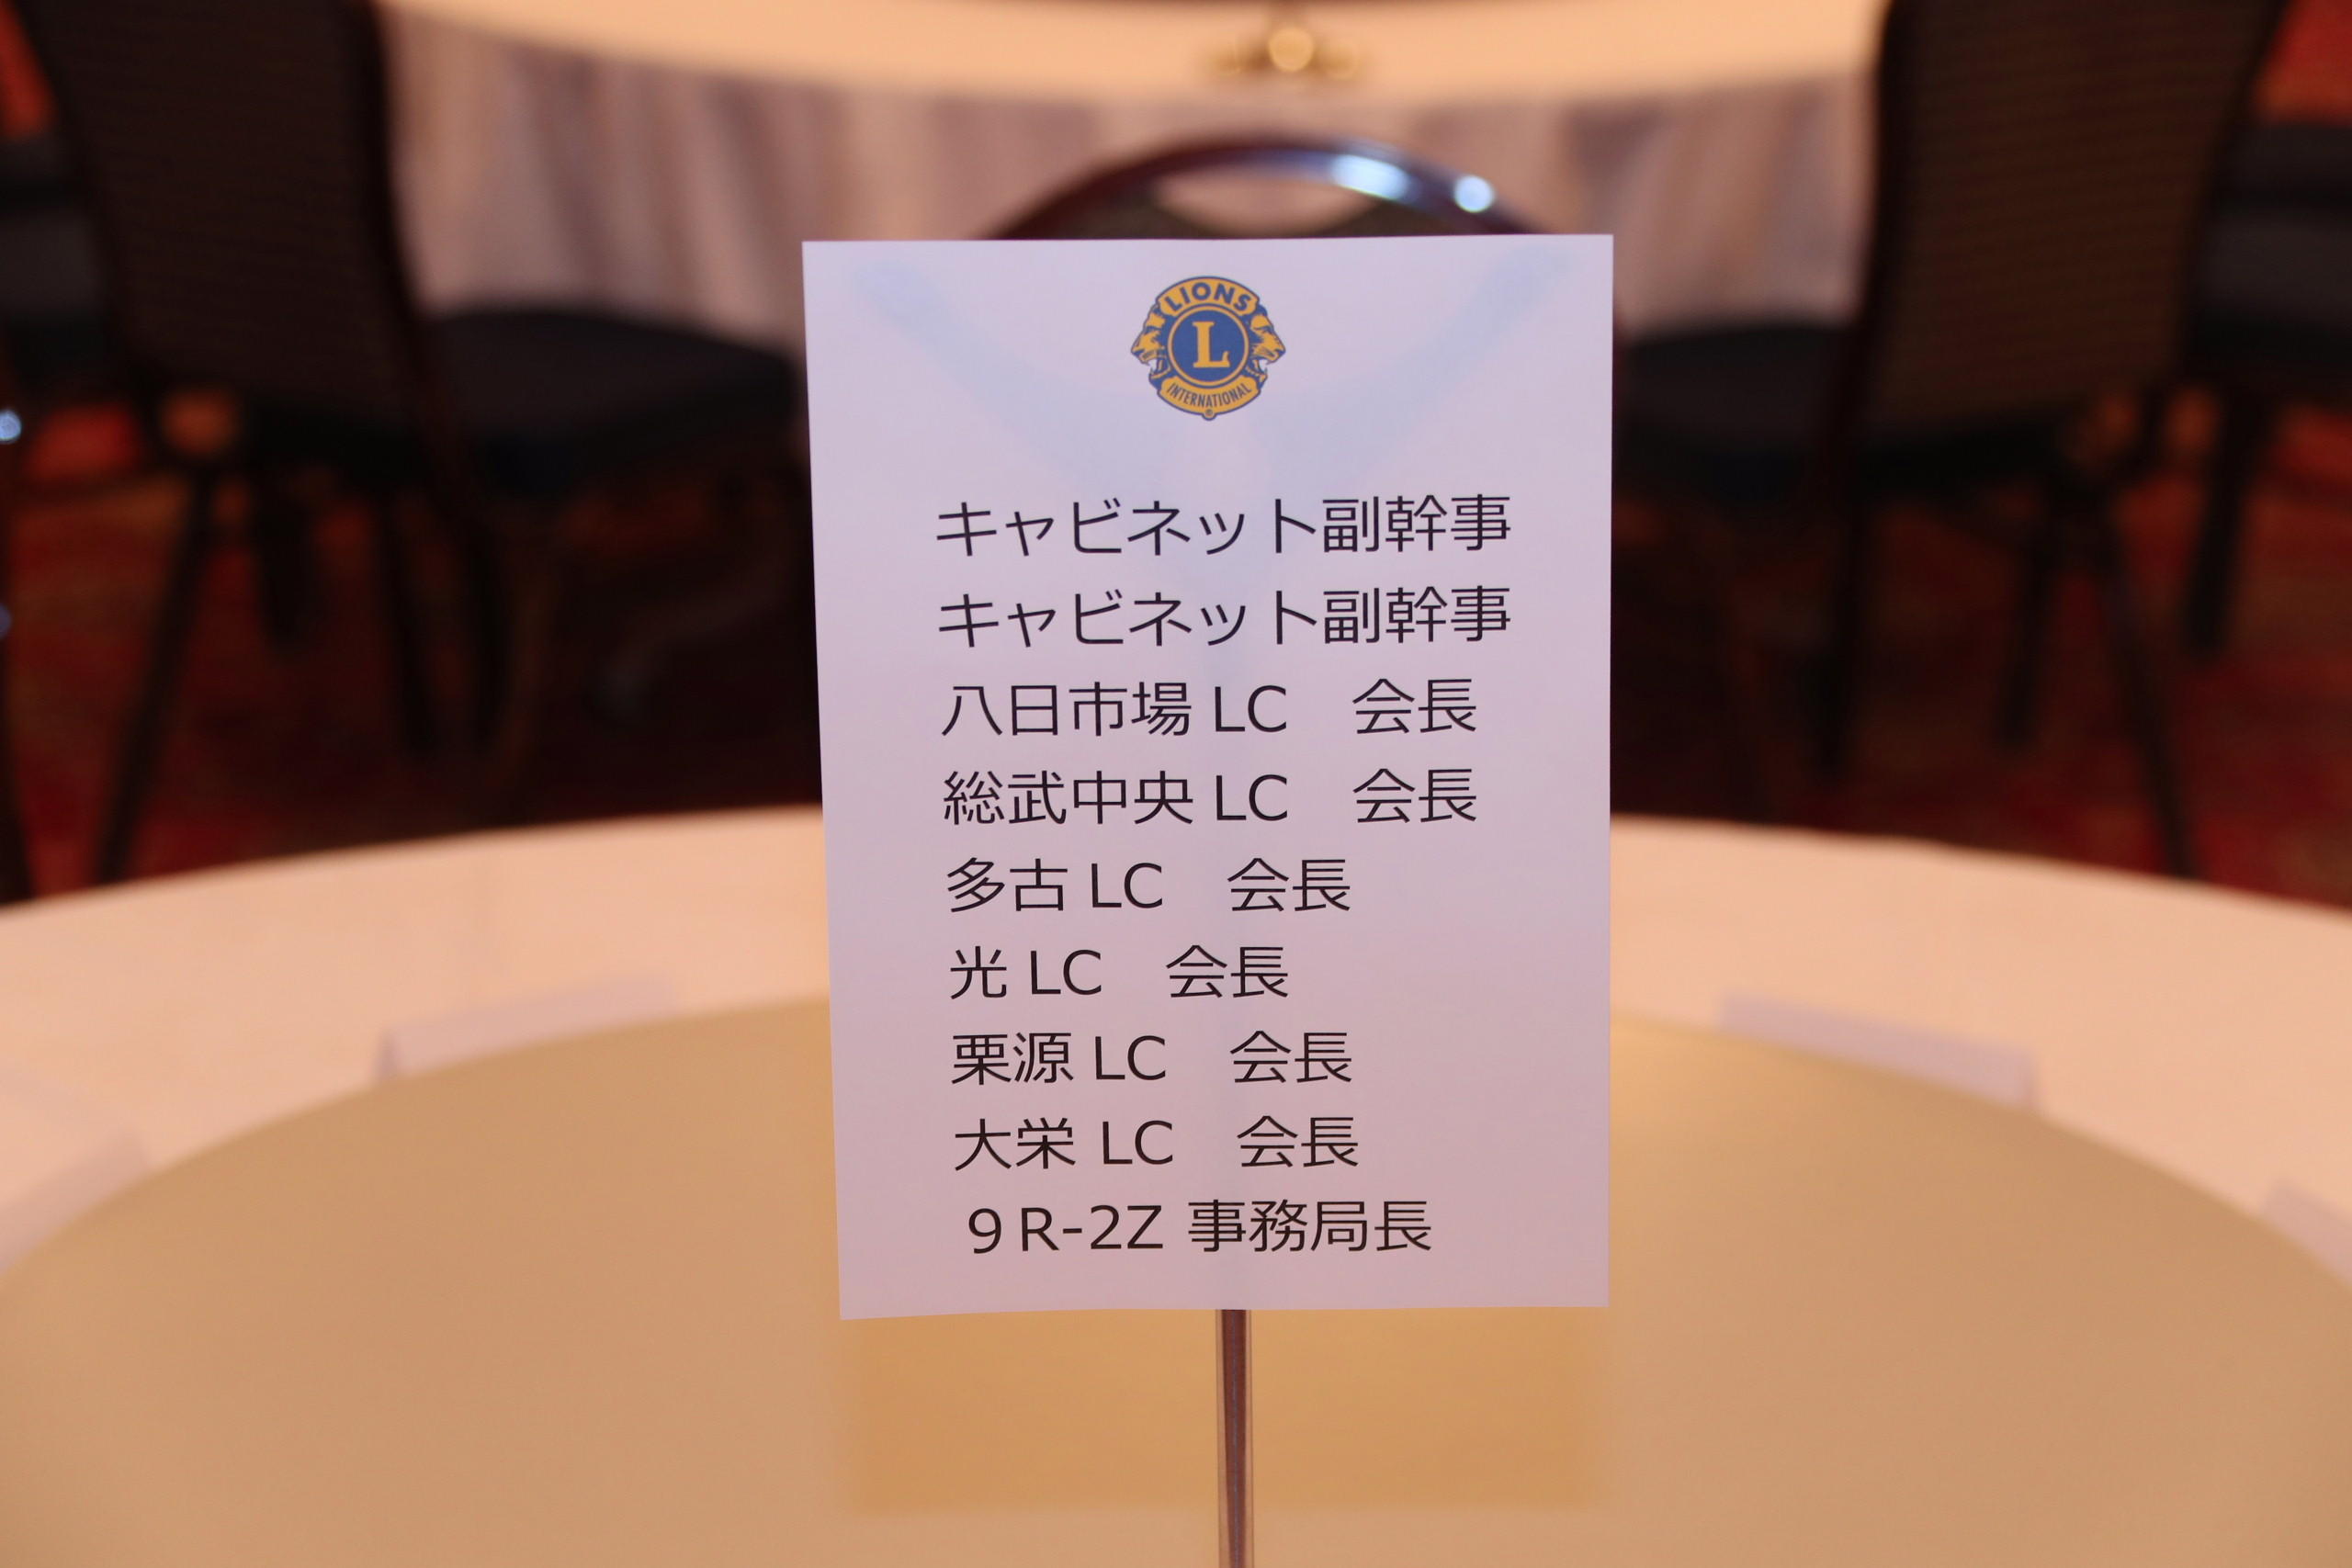 LIONS
L
INTERNATIONAL
キャビネット副幹事
キャビネット副幹事
八日市場 LC　会長
総武中央 LC　会長
多古 LC　会長
光 LC　会長
栗源 LC　会長
大栄 LC　会長
９R-2Z 事務局長